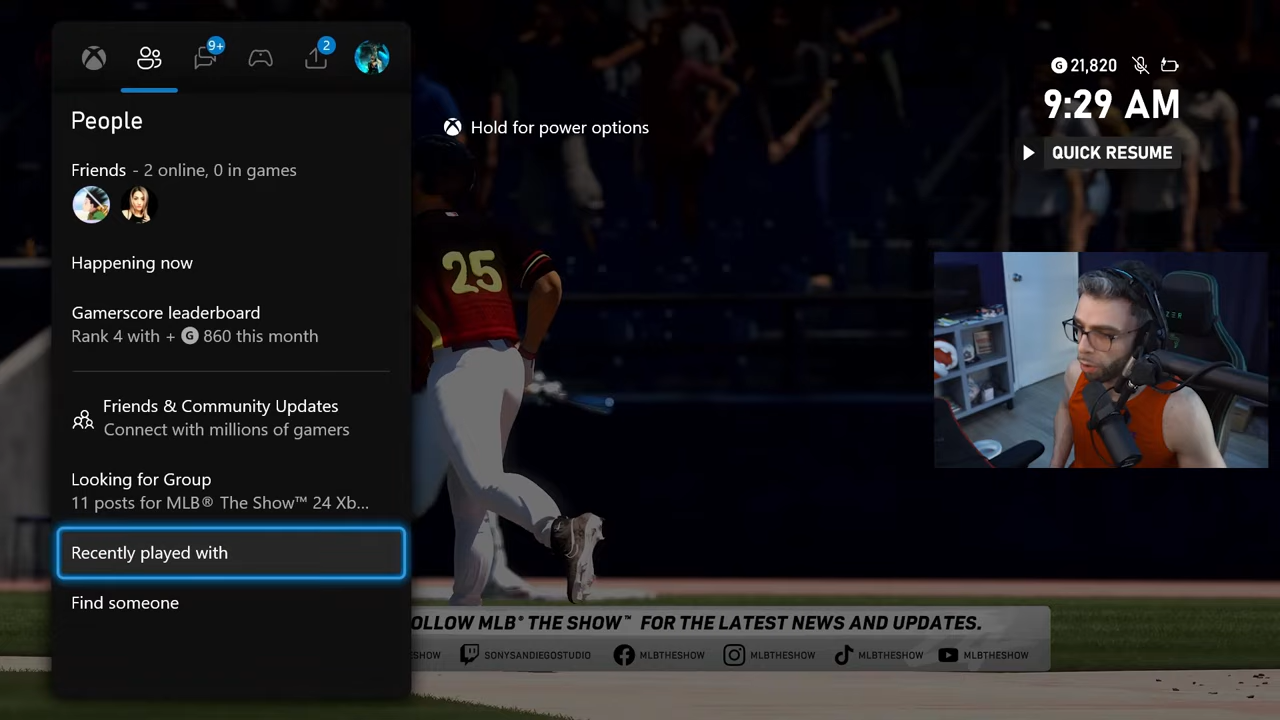 9+
2
People
Friends - 2 online, 0 in games
Happening now
Gamerscore leaderboard
Rank 4 with + G 860 this month
Friends & Community Updates
Connect with millions of gamers
Looking for Group
11 posts for MLB® The Show™ 24 Xb...
Recently played with
Find someone
Hold for power options
G 21,820
9:29 AM
QUICK RESUME
25
OLLOW MLB® THE SHOW™ FOR THE LATEST NEWS AND UPDATES.
SHOW SONYSANDIEGOSTUDIO MLBTHESHOW MLBTHESHOW MLBTHESHOW MLBTHESHOW